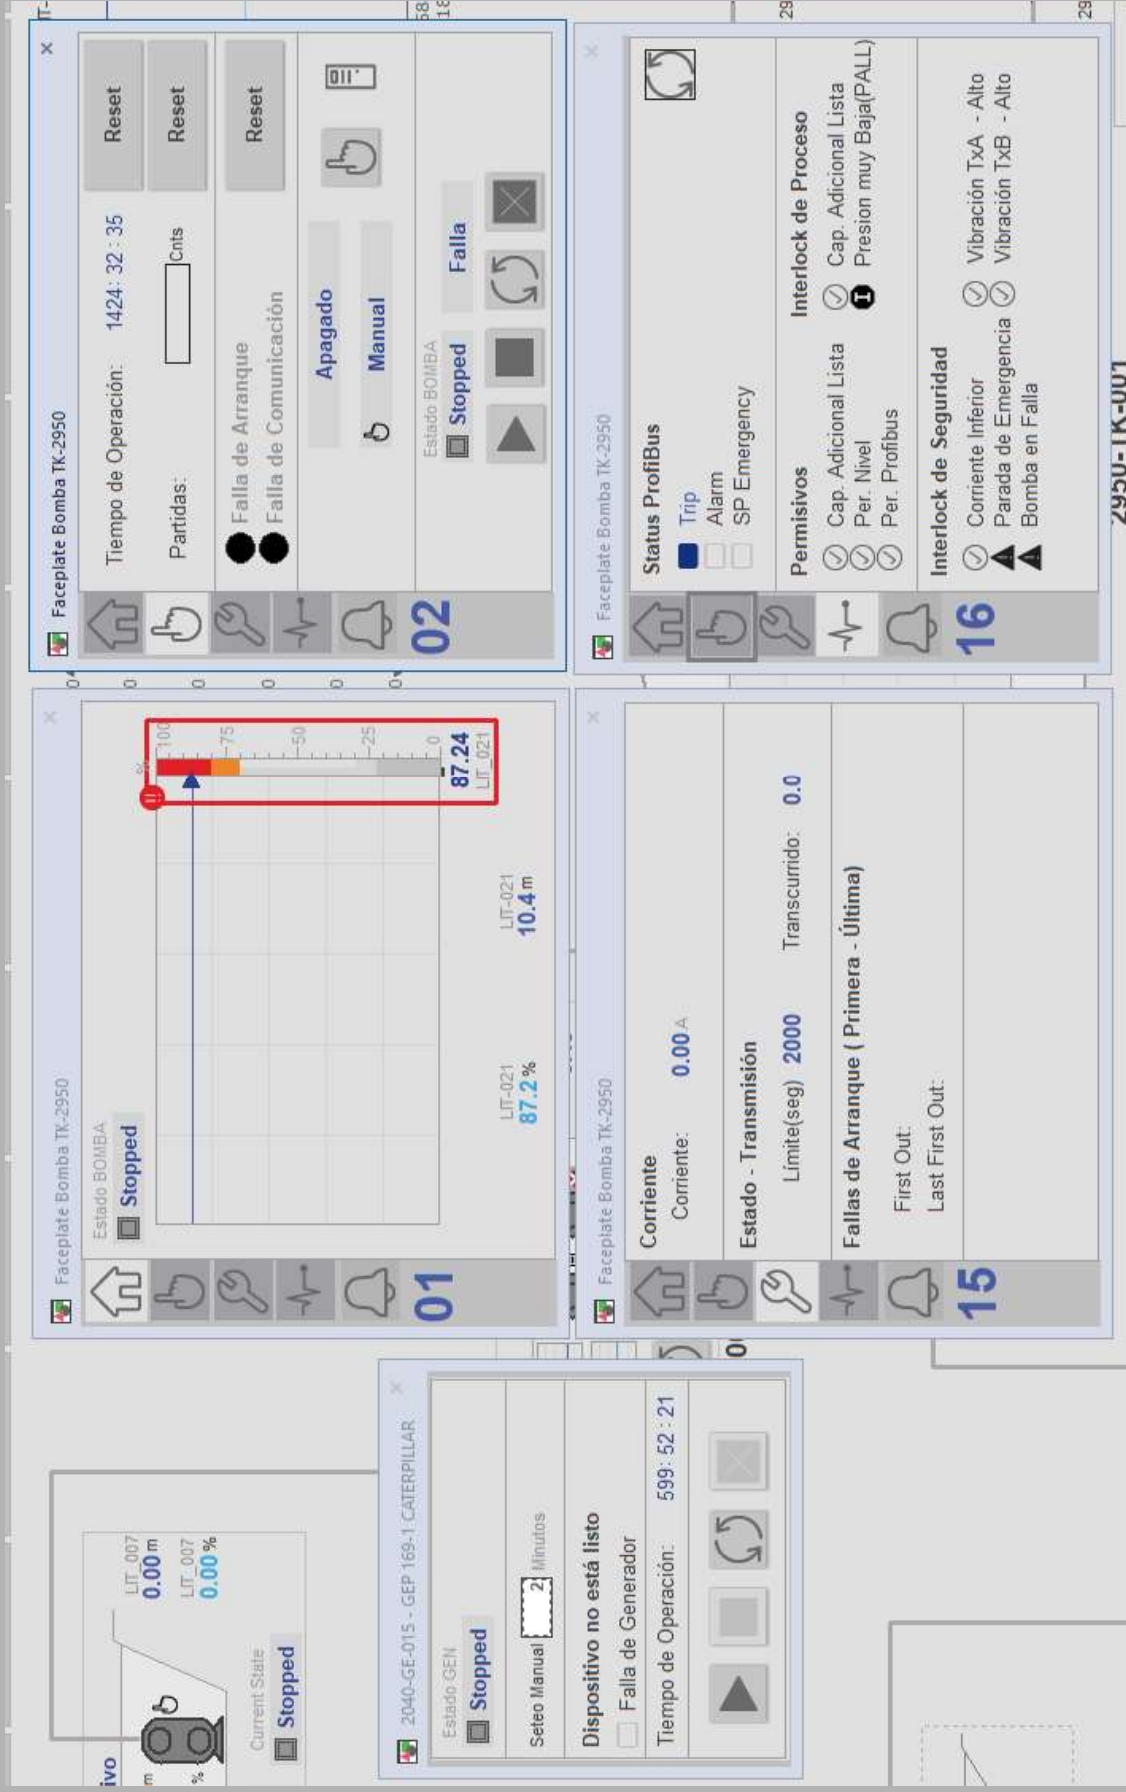 ivo
m
%
LIT_007
0.00 m
LIT_007
0.00 %
Current State
Stopped
2040-GE-015 - GEP 169-1 CATERPILLAR
Estado GEN
Stopped
Seteo Manual 2 Minutos
Dispositivo no está listo
Falla de Generador
Tiempo de Operación: 599: 52 : 21
Faceplate Bomba TK-2950
Estado BOMBA
Stopped
%
100
75
50
25
0
87.24
LIT_021
LIT-021
87.2 %
LIT-021
10.4 m
01
Faceplate Bomba TK-2950
Tiempo de Operación: 1424: 32 : 35
Reset
Partidas: Cnts
Reset
Falla de Arranque
Falla de Comunicación
Reset
Apagado
Manual
Estado BOMBA
Stopped
Falla
02
Faceplate Bomba TK-2950
Corriente
Corriente: 0.00 A
Estado - Transmisión
Límite(seg) 2000 Transcurrido: 0.0
Fallas de Arranque ( Primera - Última)
First Out:
Last First Out:
15
Faceplate Bomba TK-2950
Status ProfiBus
Trip
Alarm
SP Emergency
Permisivos
Cap. Adicional Lista
Per. Nivel
Per. Profibus
Interlock de Proceso
Cap. Adicional Lista
Presion muy Baja(PALL)
Interlock de Seguridad
Corriente Inferior
Parada de Emergencia
Bomba en Falla
Vibración TxA - Alto
Vibración TxB - Alto
16
2950-TK-001
29
29